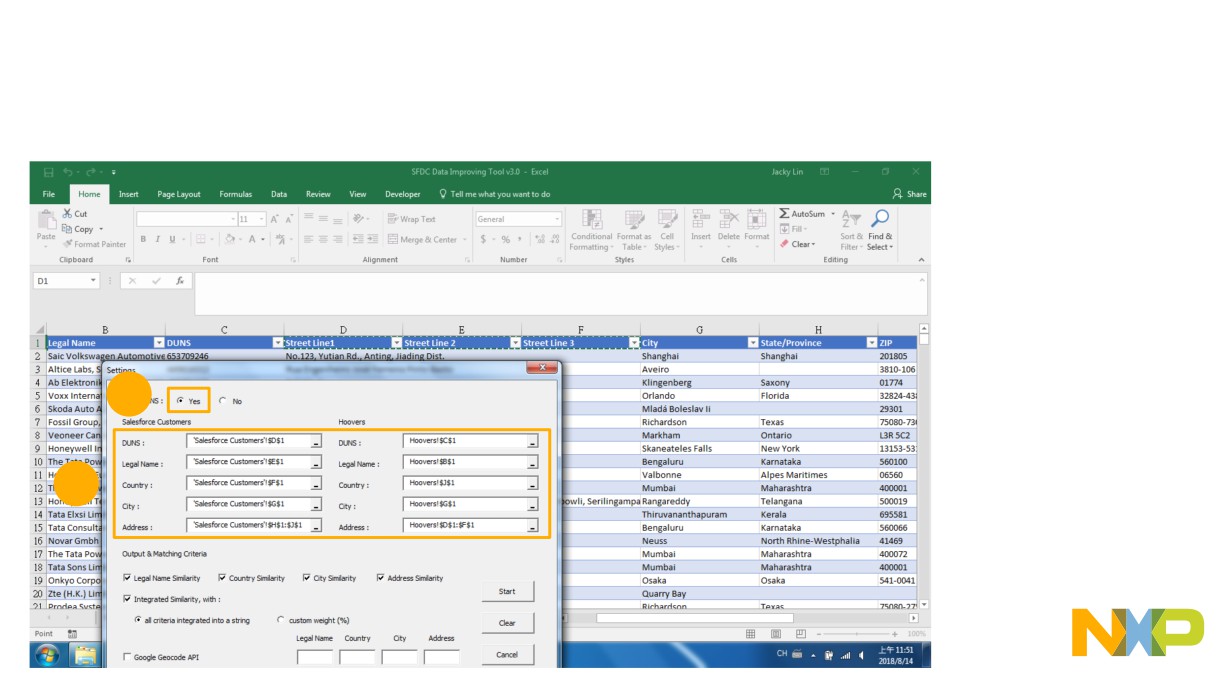 SFDC Data Improving Tool v3.0 - Excel
Jacky Lin
File Home Insert Page Layout Formulas Data Review View Developer Tell me what you want to do Share
Paste Cut Copy Format Painter
11
Wrap Text Merge & Center
General
Conditional Formatting Format as Table Cell Styles
Insert Delete Format
AutoSum Fill Clear
Sort & Filter Find & Select
Clipboard Font Alignment Number Styles Cells Editing
D1 fx
B C D E F G H
1 Legal Name DUNS Street Line1 Street Line 2 Street Line 3 City State/Province ZIP
2 Saic Volkswagen Automotive 653709246 No.123, Yutian Rd., Anting, Jiading Dist. Shanghai Shanghai 201805
3 Altice Labs, S Aveiro 3810-106
4 Ab Elektronik Klingenberg Saxony 01774
5 Voxx Interna Orlando Florida 32824-43
6 Skoda Auto A Mladá Boleslav Ii 29301
7 Fossil Group, Richardson Texas 75080-73
8 Veoneer Can Markham Ontario L3R 5C2
9 Honeywell In Skaneateles Falls New York 13153-53
10 The Tata Pow Bengaluru Karnataka 560100
11 Valbonne Alpes Maritimes 06560
12 Mumbai Maharashtra 400001
13 bowli, Serilingampa Rangareddy Telangana 500019
14 Tata Elxsi Lim Thiruvananthapuram Kerala 695581
15 Tata Consulta Bengaluru Karnataka 560066
16 Novar Gmbh Neuss North Rhine-Westphalia 41469
17 The Tata Pow Mumbai Maharashtra 400072
18 Tata Sons Lim Mumbai Maharashtra 400001
19 Onkyo Corpo Osaka Osaka 541-0041
20 Zte (H.K.) Lim Quarry Bay
21 Prodea Syste Richardson Texas 75080-27
Settings
NS : Yes No
Salesforce Customers Hoovers
DUNS : 'Salesforce Customers'!$D$1 DUNS : Hoovers!$C$1
Legal Name : 'Salesforce Customers'!$E$1 Legal Name : Hoovers!$B$1
Country : 'Salesforce Customers'!$F$1 Country : Hoovers!$J$1
City : 'Salesforce Customers'!$G$1 City : Hoovers!$G$1
Address : 'Salesforce Customers'!$H$1:$J$1 Address : Hoovers!$D$1:$F$1
Output & Matching Criteria
Legal Name Similarity Country Similarity City Similarity Address Similarity
Integrated Similarity, with :
all criteria integrated into a string custom weight (%)
Legal Name Country City Address
Google Geocode API
Start
Clear
Cancel
Point 100%
CH 上午 11:51
2018/8/14
NXP